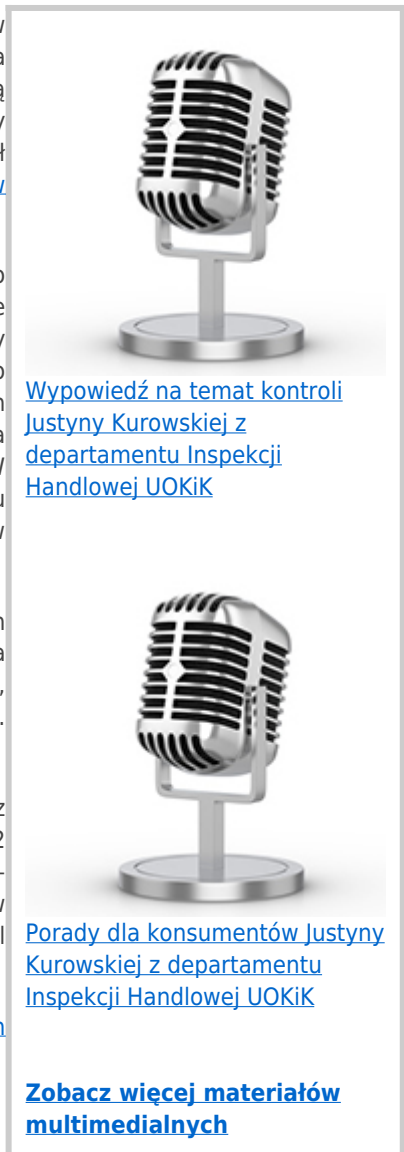 Wypowiedź na temat kontroli
Justyny Kurowskiej z
departamentu Inspekcji
Handlowej UOKiK
Porady dla konsumentów Justyny
Kurowskiej z departamentu
Inspekcji Handlowej UOKiK
Zobacz więcej materiałów
multimedialnych